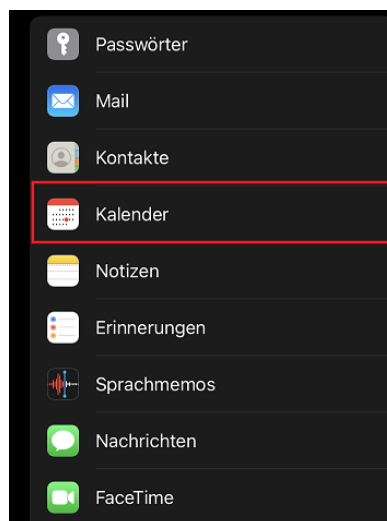 Passwörter
Mail
Kontakte
Kalender
Notizen
Erinnerungen
Sprachmemos
Nachrichten
FaceTime